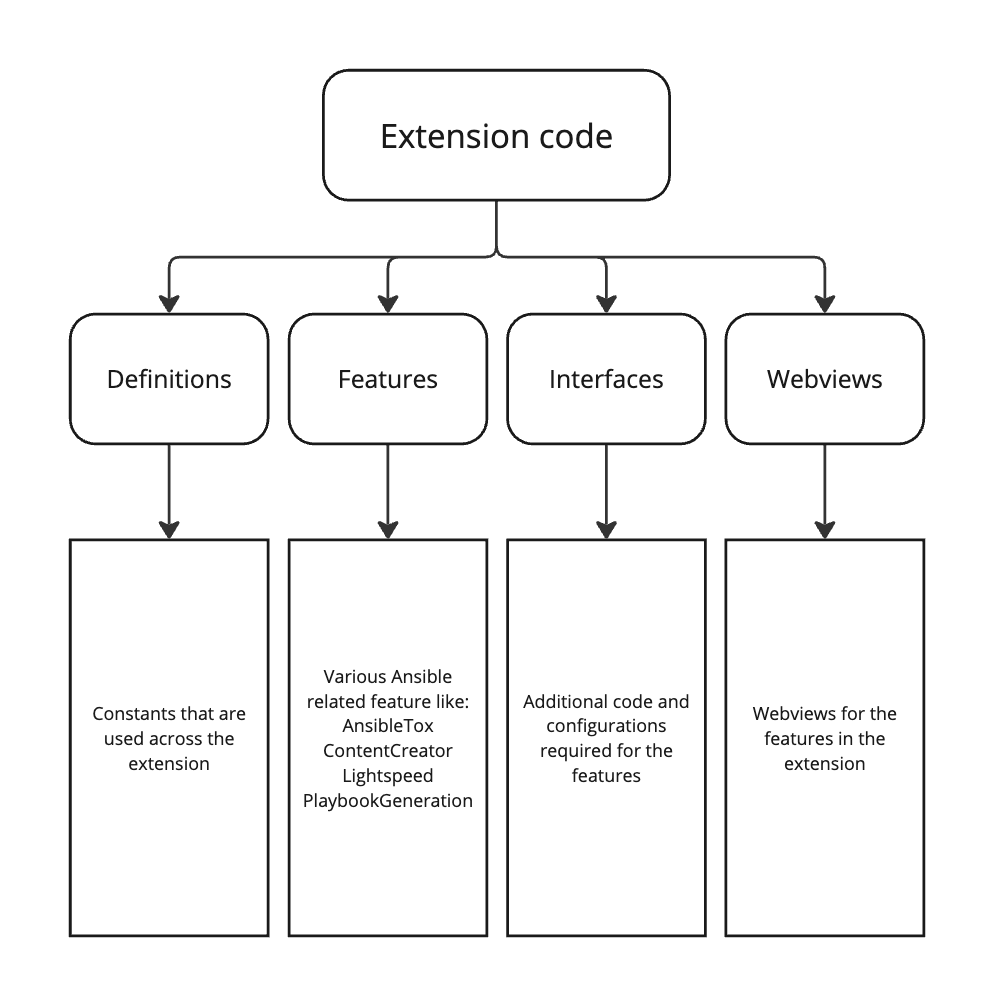 Extension code
Definitions
Features
Interfaces
Webviews
Constants that are
used across the
extension
Various Ansible
related feature like:
AnsibleTox
ContentCreator
Lightspeed
PlaybookGeneration
Additional code and
configurations
required for the
features
Webviews for the
features in the
extension